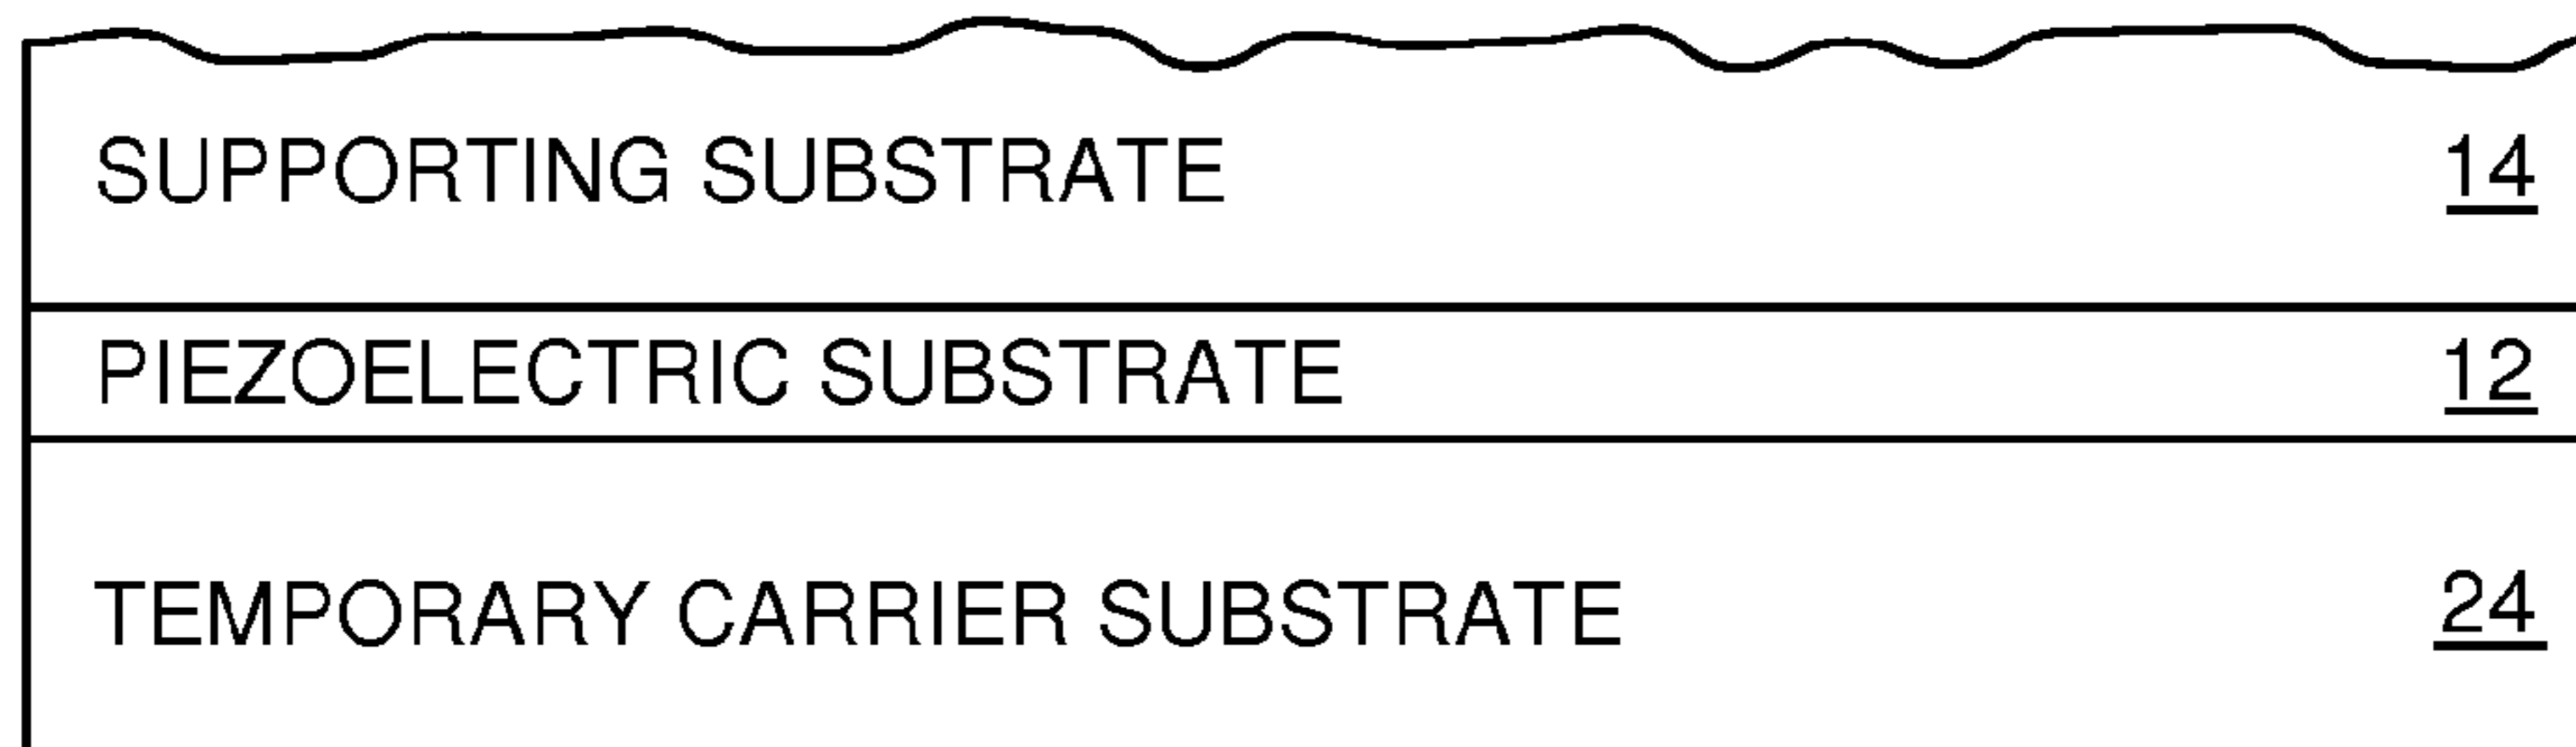 SUPPORTING SUBSTRATE 14
PIEZOELECTRIC SUBSTRATE 12
TEMPORARY CARRIER SUBSTRATE 24